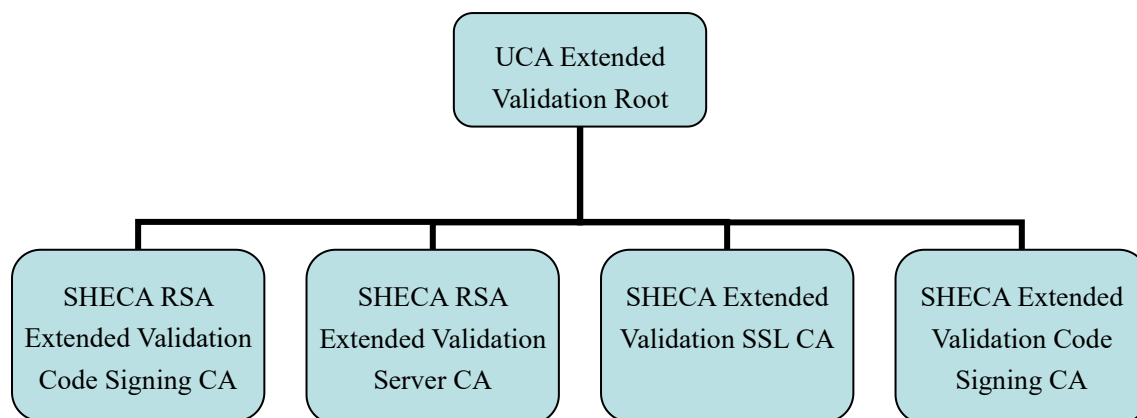 UCA Extended
Validation Root
SHECA RSA
Extended Validation
Code Signing CA
SHECA RSA
Extended Validation
Server CA
SHECA Extended
Validation SSL CA
SHECA Extended
Validation Code
Signing CA